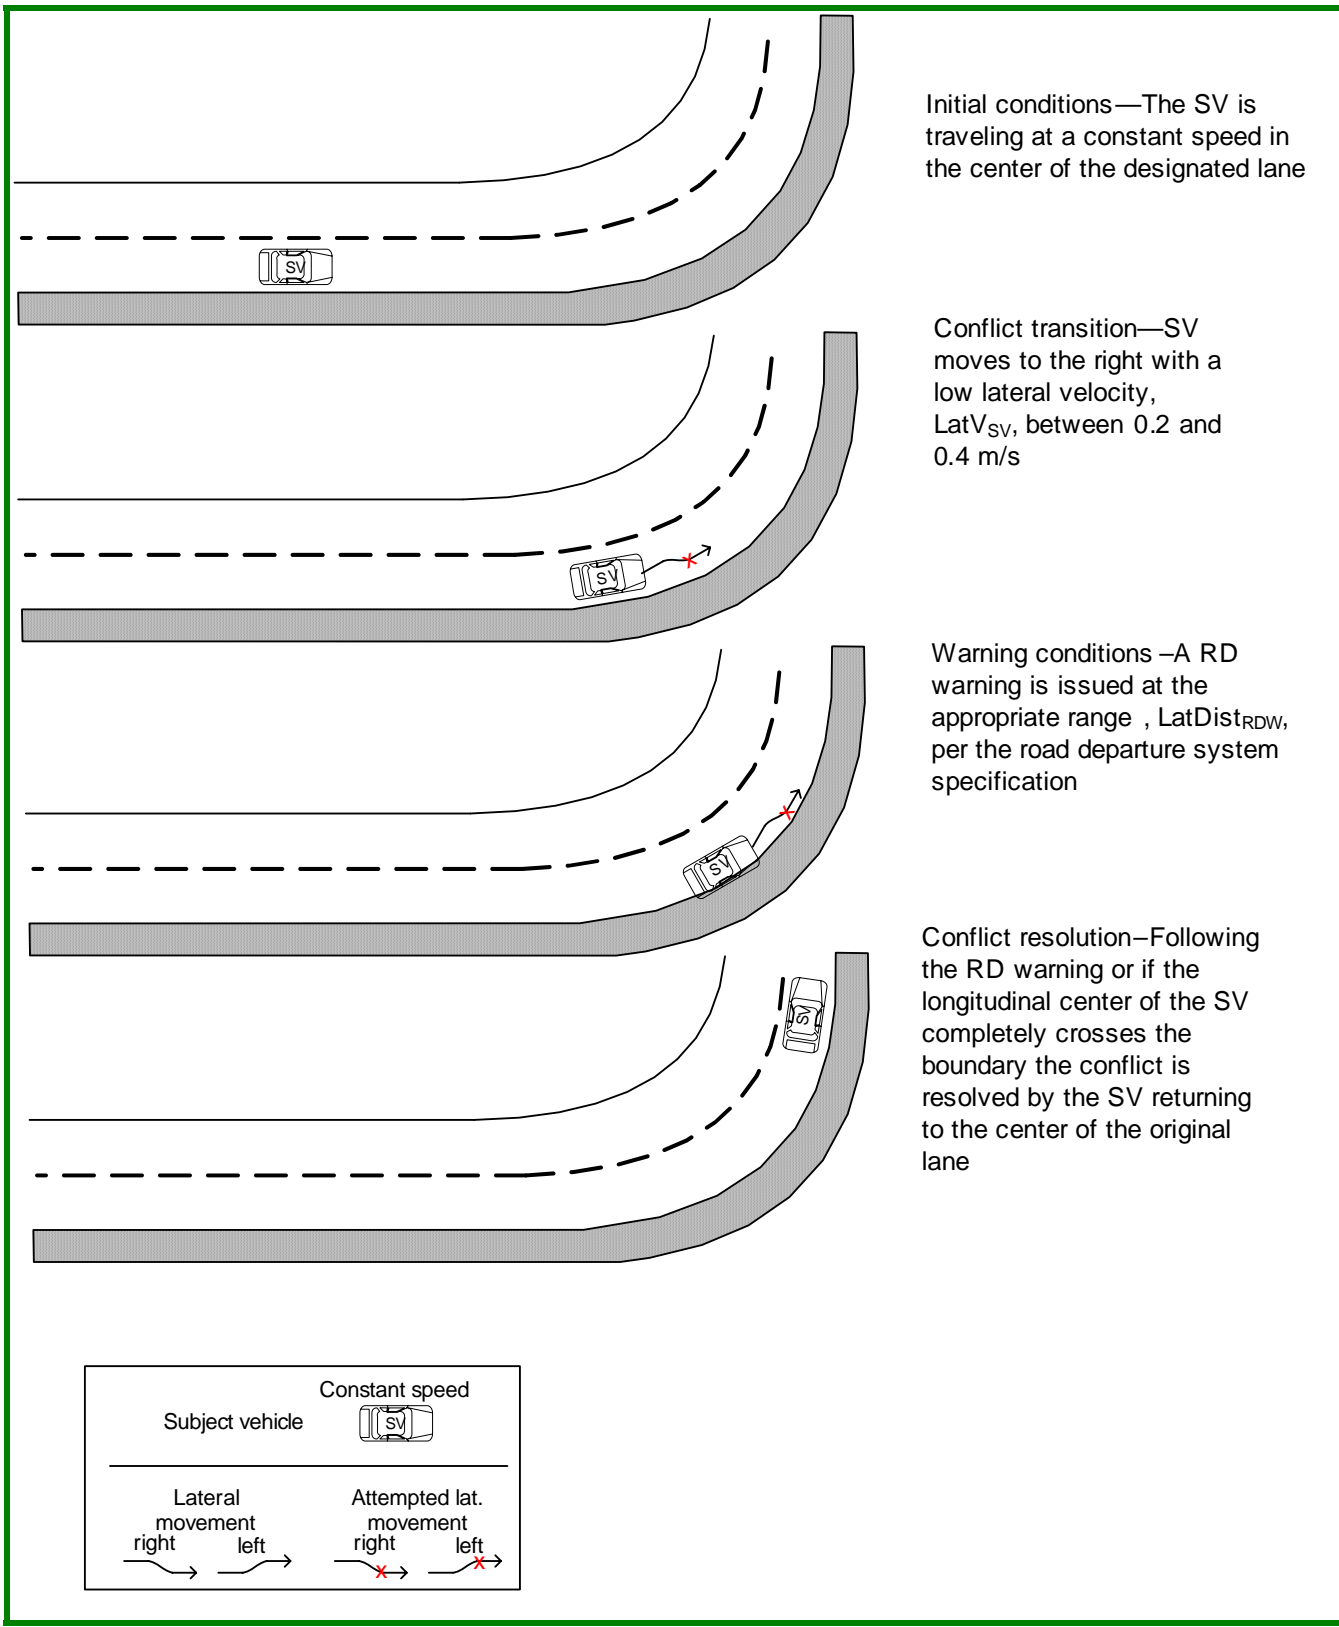 Initial conditions—The SV is
traveling at a constant speed in
the center of the designated lane
SV
Conflict transition—SV
moves to the right with a
low lateral velocity,
LatVSV, between 0.2 and
0.4 m/s
SV
Warning conditions –A RD
warning is issued at the
appropriate range , LatDistRDW,
per the road departure system
specification
SV
Conflict resolution–Following
the RD warning or if the
longitudinal center of the SV
completely crosses the
boundary the conflict is
resolved by the SV returning
to the center of the original
lane
SV
Constant speed
Subject vehicle
SV
Lateral
movement
right left
Attempted lat.
movement
right left